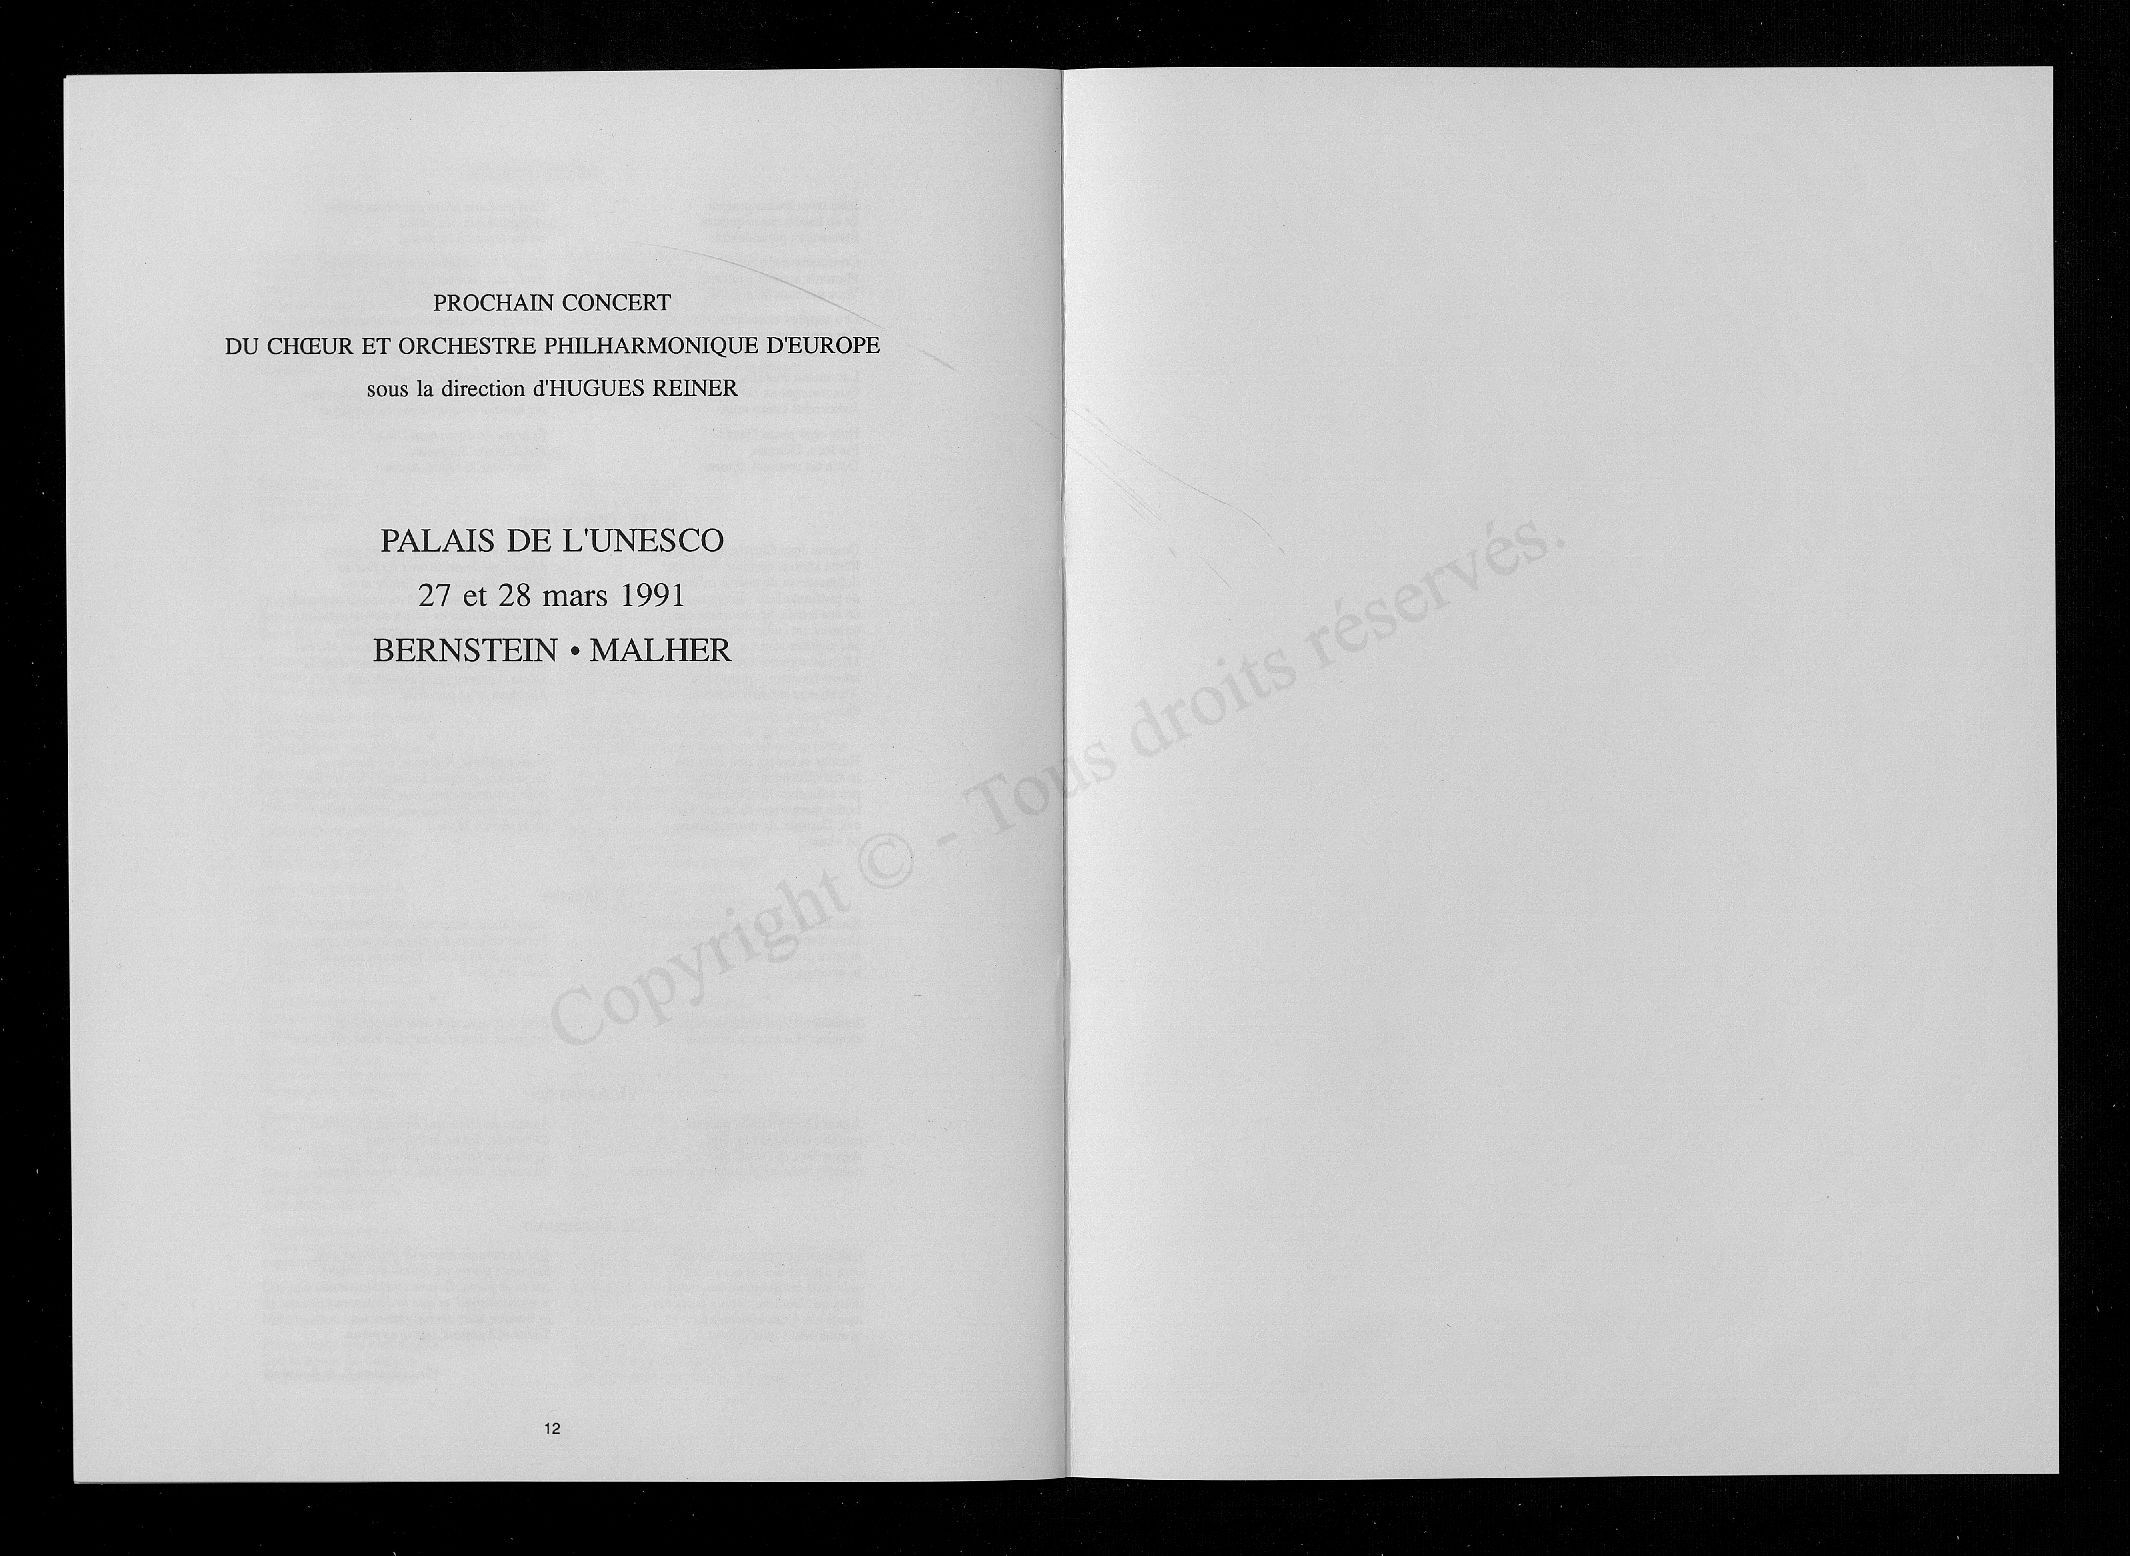 PROCHAIN CONCERT
DU CHŒUR ET ORCHESTRE PHILHARMONIQUE D'EUROPE
sous la direction d'HUGUES REINER
PALAIS DE L'UNESCO
27 et 28 mars 1991
BERNSTEIN • MALHER
Copyright © - Tous droits réservés.
12